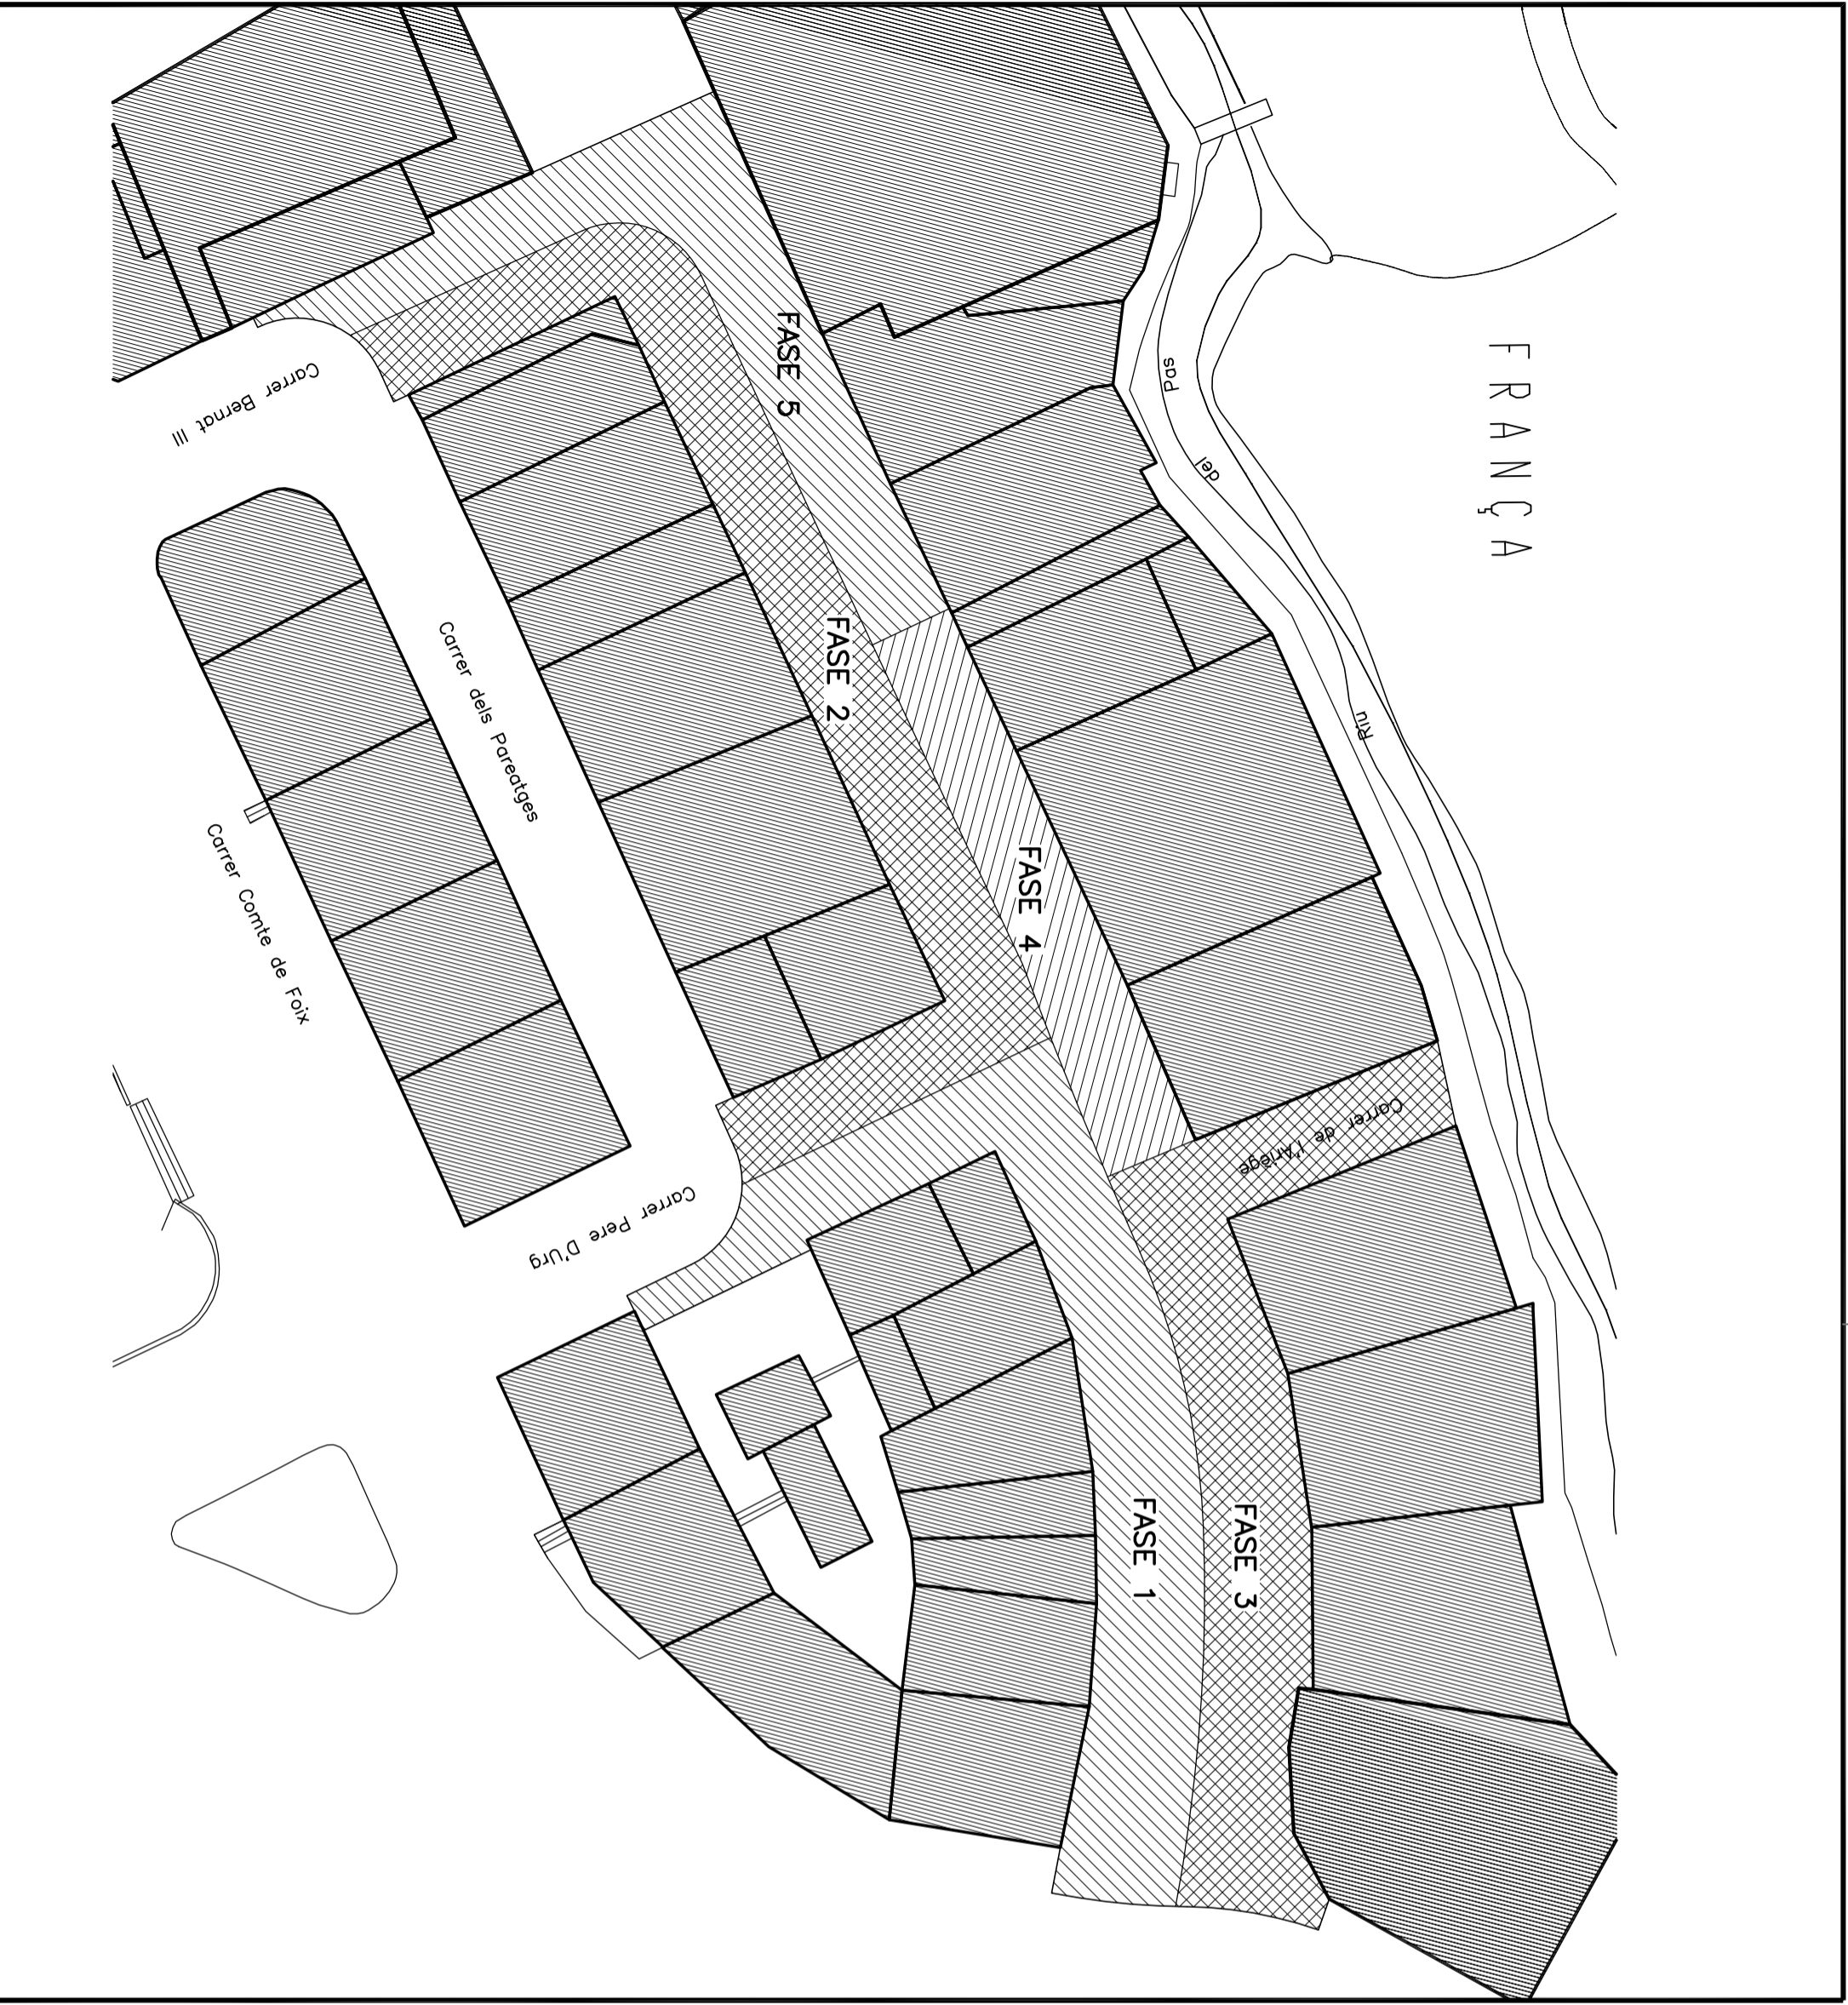 FRANÇA
Pas
del
Riu
FASE 5
FASE 2
FASE 4
FASE 3
FASE 1
Carrer Bernat III
Carrer dels Pareatges
Carrer Comte de Foix
Carrer de l'Ariège
Carrer Pere D'Urg